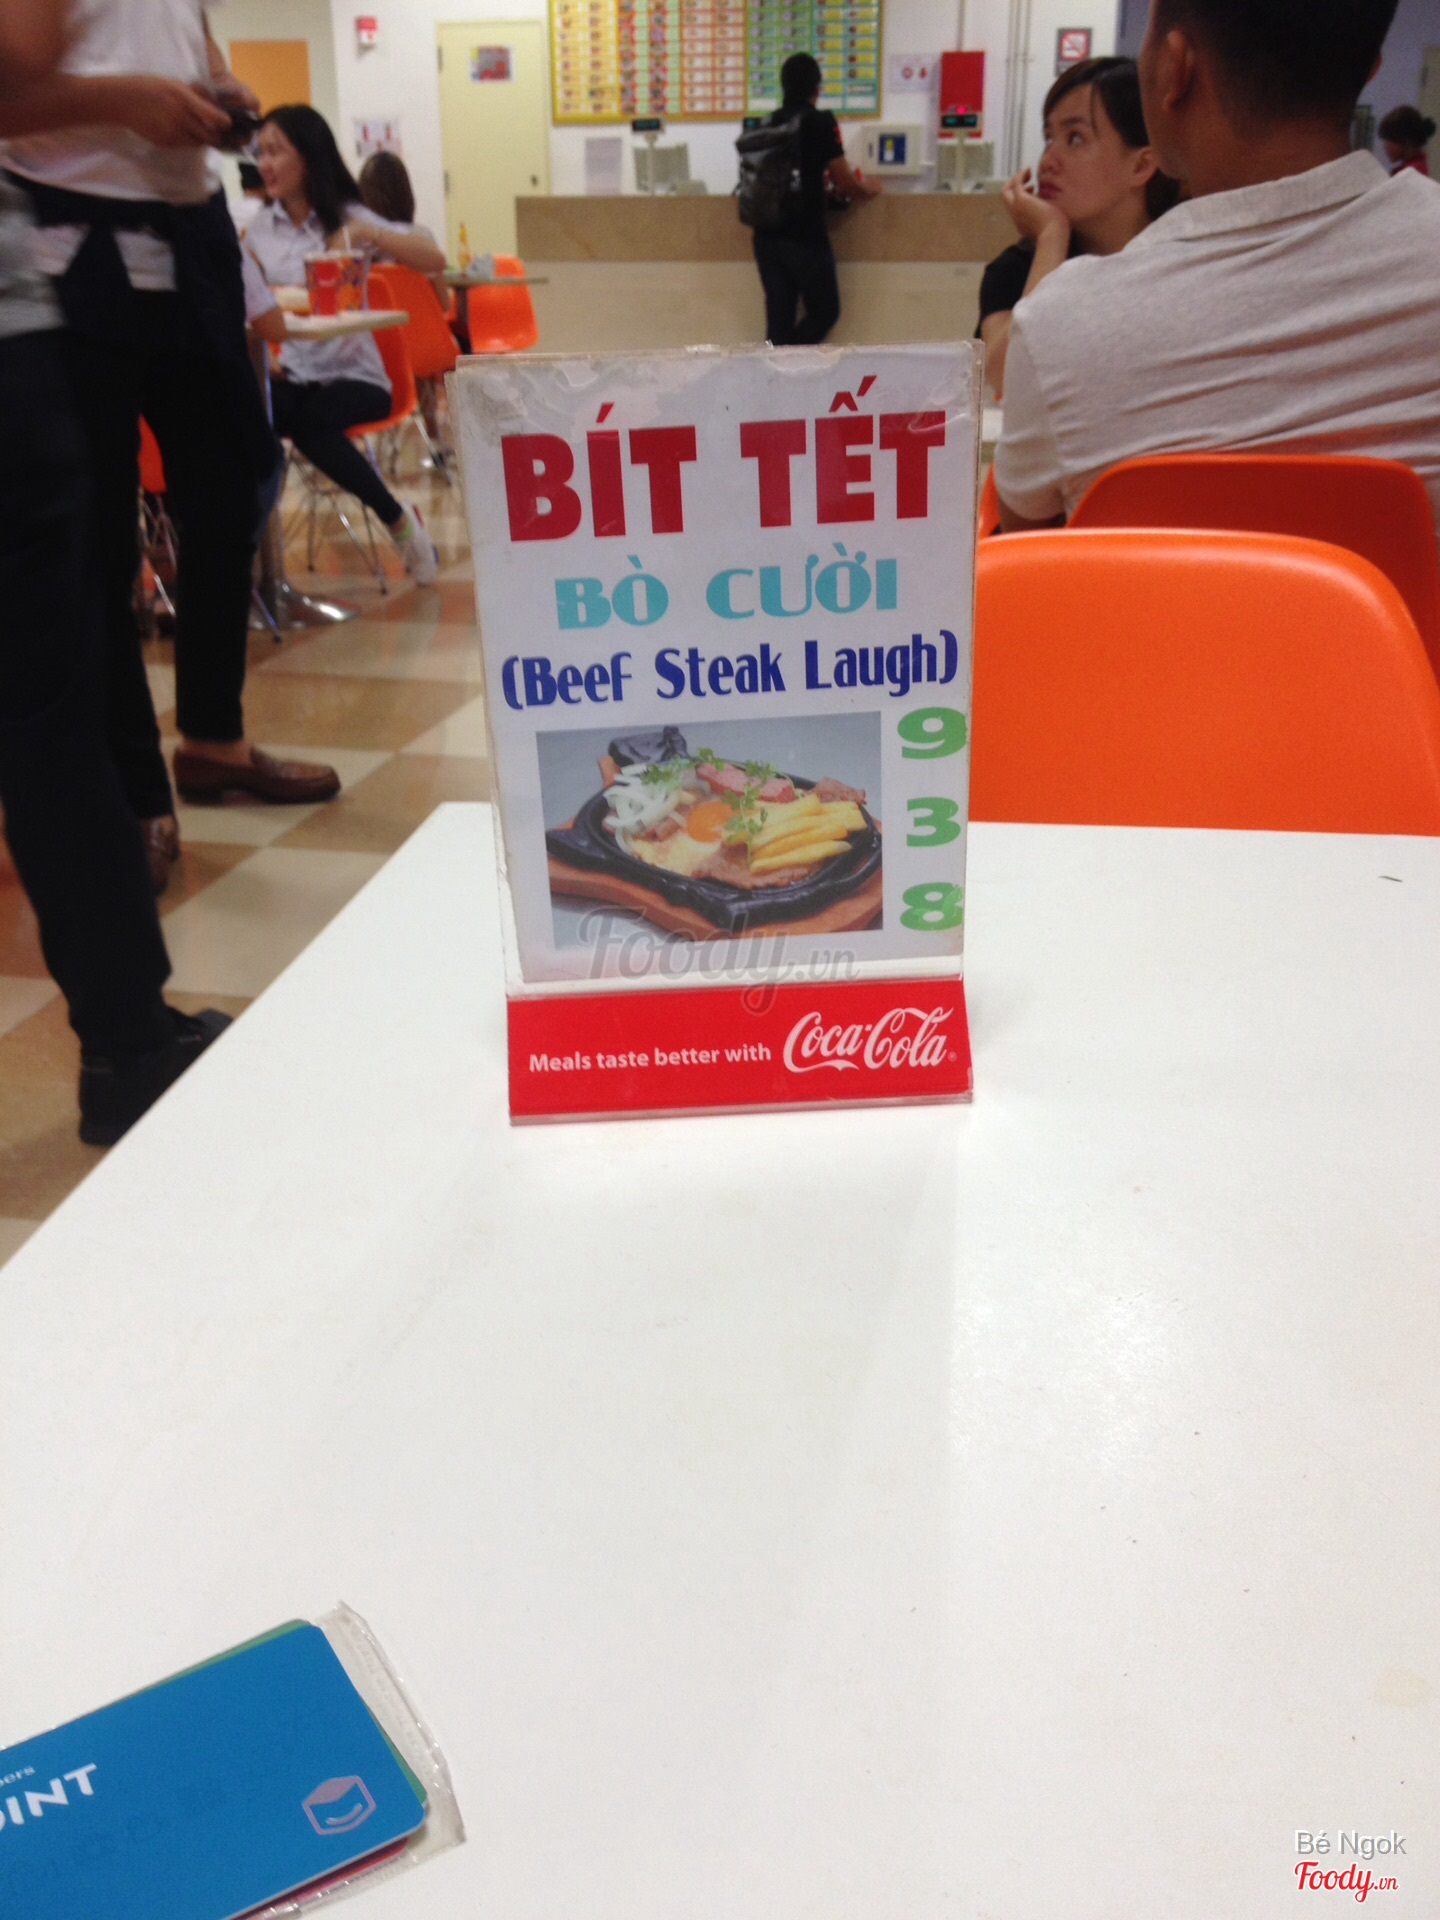 BÍT TẾT
BÒ CƯỜI
(Beef Steak Laugh)
9
3
8
Foody.vn
Meals taste better with Coca-Cola
Bé Ngok
Foody.vn